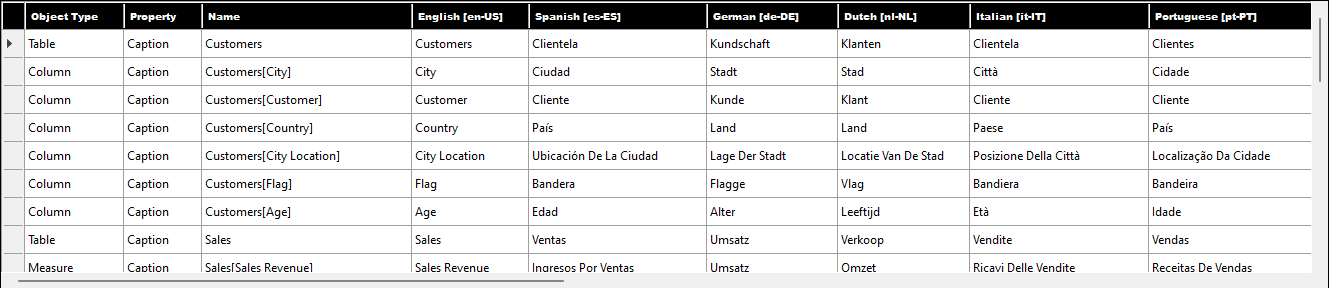 Object Type Property Name English [en-US] Spanish [es-ES] German [de-DE] Dutch [nl-NL] Italian [it-IT] Portuguese [pt-PT]
Table Caption Customers Customers Clientela Kundschaft Klanten Clientela Clientes
Column Caption Customers[City] City Ciudad Stadt Stad Città Cidade
Column Caption Customers[Customer] Customer Cliente Kunde Klant Cliente Cliente
Column Caption Customers[Country] Country País Land Land Paese País
Column Caption Customers[City Location] City Location Ubicación De La Ciudad Lage Der Stadt Locatie Van De Stad Posizione Della Città Localização Da Cidade
Column Caption Customers[Flag] Flag Bandera Flagge Vlag Bandiera Bandeira
Column Caption Customers[Age] Age Edad Alter Leeftijd Età Idade
Table Caption Sales Sales Ventas Umsatz Verkoop Vendite Vendas
Measure Caption Sales[Sales Revenue] Sales Revenue Ingresos Por Ventas Umsatz Omzet Ricavi Delle Vendite Receitas De Vendas